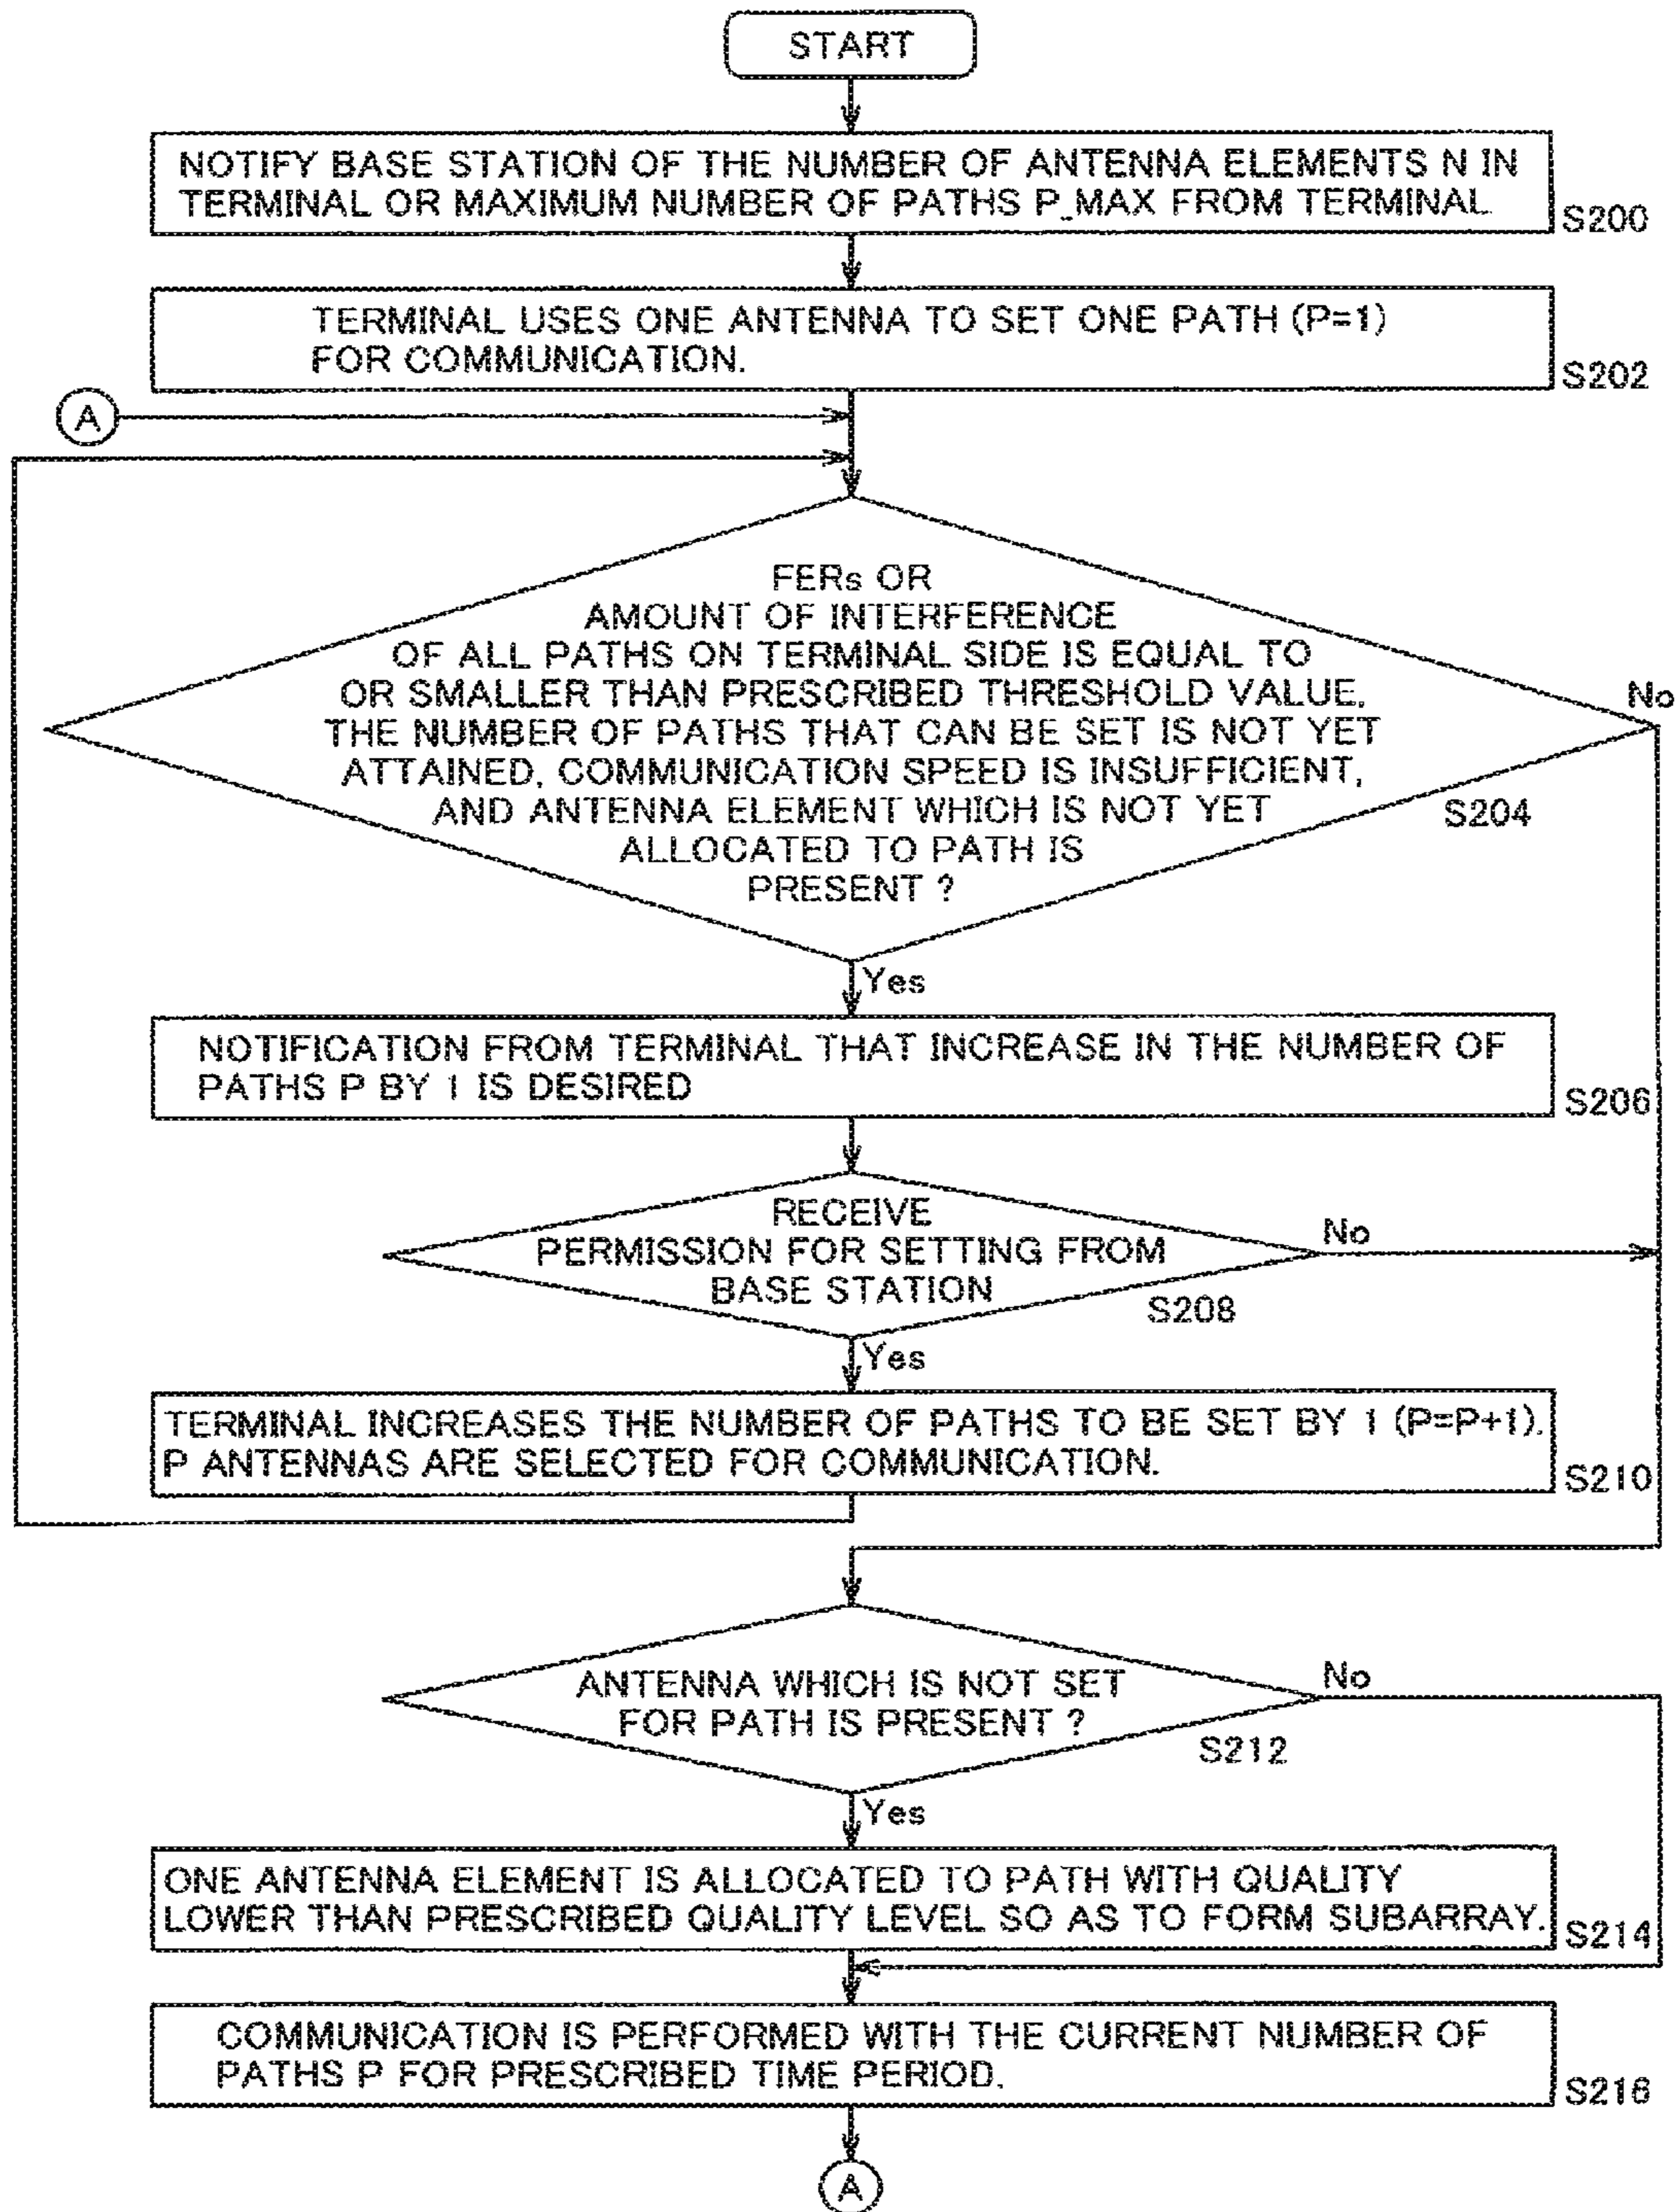 START
NOTIFY BASE STATION OF THE NUMBER OF ANTENNA ELEMENTS N IN
TERMINAL OR MAXIMUM NUMBER OF PATHS P_MAX FROM TERMINAL
S200
TERMINAL USES ONE ANTENNA TO SET ONE PATH (P=1)
FOR COMMUNICATION.
S202
A
FERs OR
AMOUNT OF INTERFERENCE
OF ALL PATHS ON TERMINAL SIDE IS EQUAL TO
OR SMALLER THAN PRESCRIBED THRESHOLD VALUE,
THE NUMBER OF PATHS THAT CAN BE SET IS NOT YET
ATTAINED, COMMUNICATION SPEED IS INSUFFICIENT,
AND ANTENNA ELEMENT WHICH IS NOT YET
ALLOCATED TO PATH IS
PRESENT ?
No
S204
Yes
NOTIFICATION FROM TERMINAL THAT INCREASE IN THE NUMBER OF
PATHS P BY 1 IS DESIRED
S206
RECEIVE
PERMISSION FOR SETTING FROM
BASE STATION
No
S208
Yes
TERMINAL INCREASES THE NUMBER OF PATHS TO BE SET BY 1 (P=P+1).
P ANTENNAS ARE SELECTED FOR COMMUNICATION.
S210
ANTENNA WHICH IS NOT SET
FOR PATH IS PRESENT ?
No
S212
Yes
ONE ANTENNA ELEMENT IS ALLOCATED TO PATH WITH QUALITY
LOWER THAN PRESCRIBED QUALITY LEVEL SO AS TO FORM SUBARRAY.
S214
COMMUNICATION IS PERFORMED WITH THE CURRENT NUMBER OF
PATHS P FOR PRESCRIBED TIME PERIOD.
S216
A